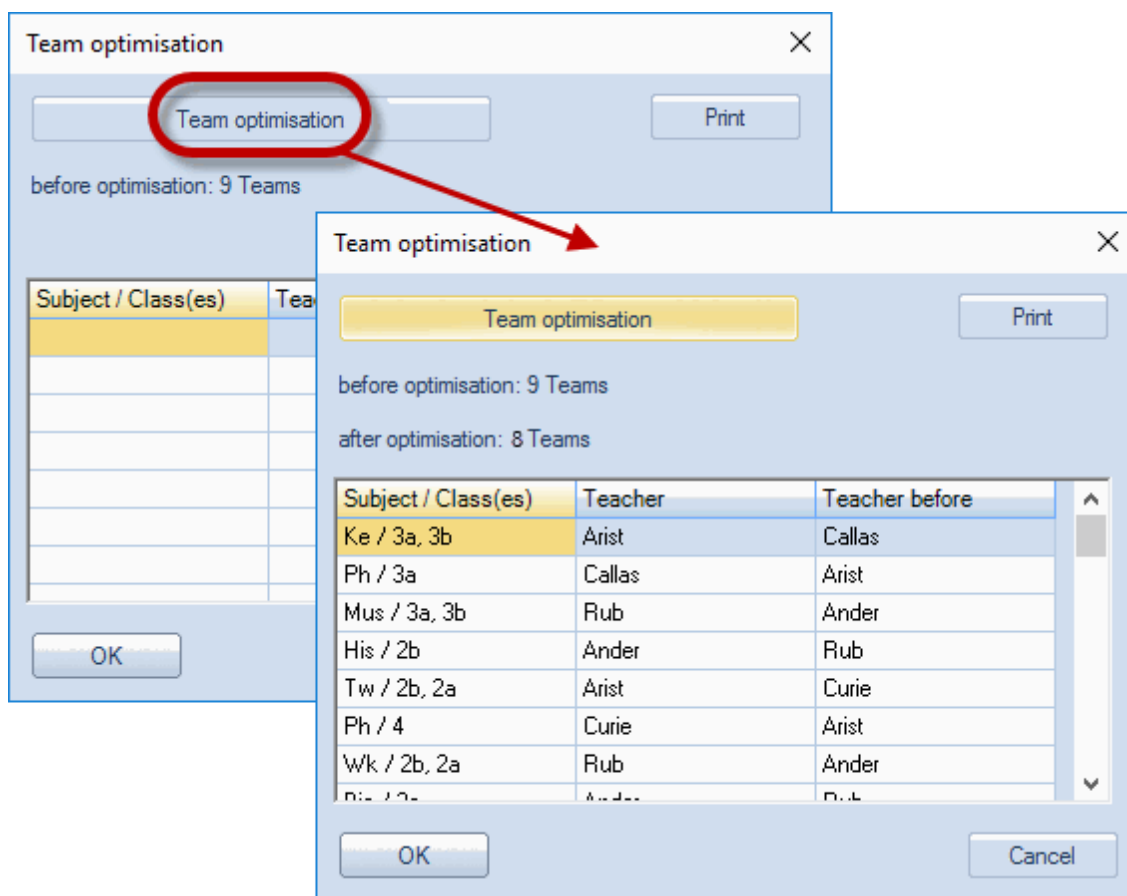 Team optimisation
Team optimisation Print
before optimisation: 9 Teams
Subject / Class(es)
OK
Team optimisation
Team optimisation Print
before optimisation: 9 Teams
after optimisation: 8 Teams
Subject / Class(es) Teacher Teacher before
Ke / 3a, 3b Arist Callas
Ph / 3a Callas Arist
Mus / 3a, 3b Rub Ander
His / 2b Ander Rub
Tw / 2b, 2a Arist Curie
Ph / 4 Curie Arist
Wk / 2b, 2a Rub Ander
OK Cancel